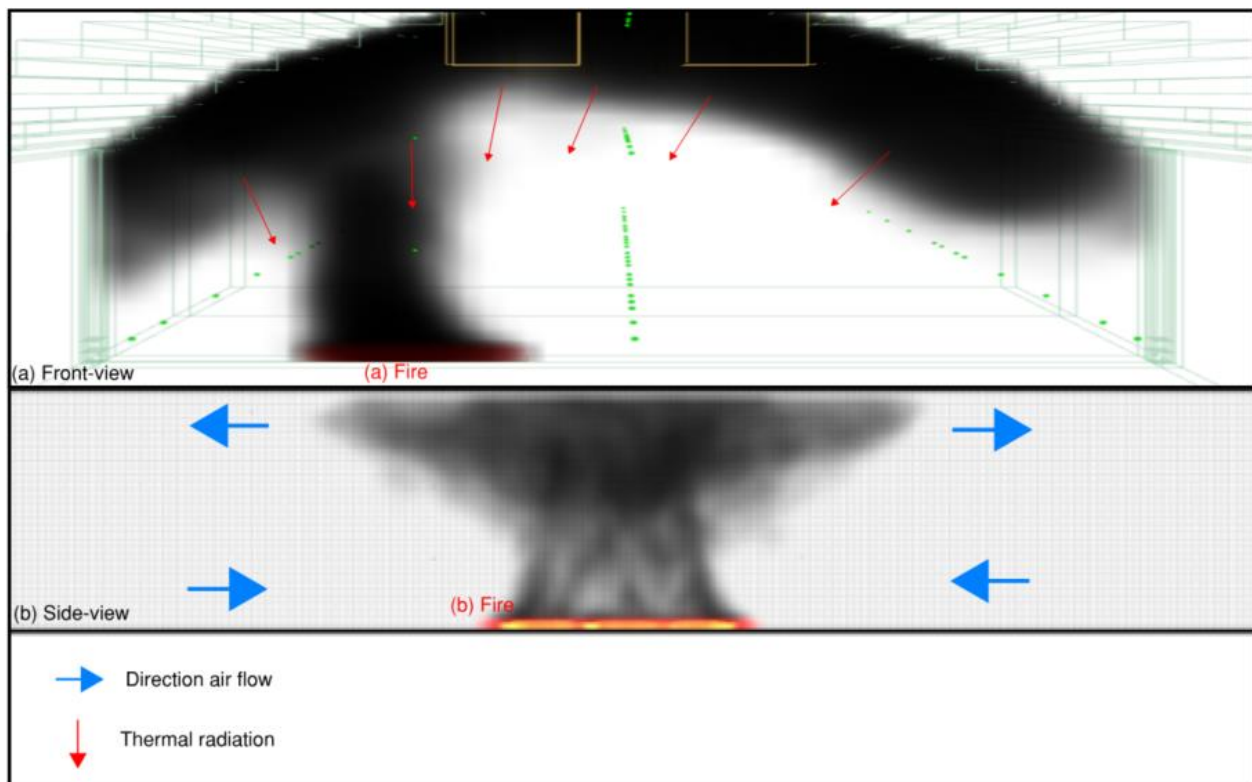 (a) Front-view
(a) Fire
(b) Side-view
(b) Fire
Direction air flow
Thermal radiation